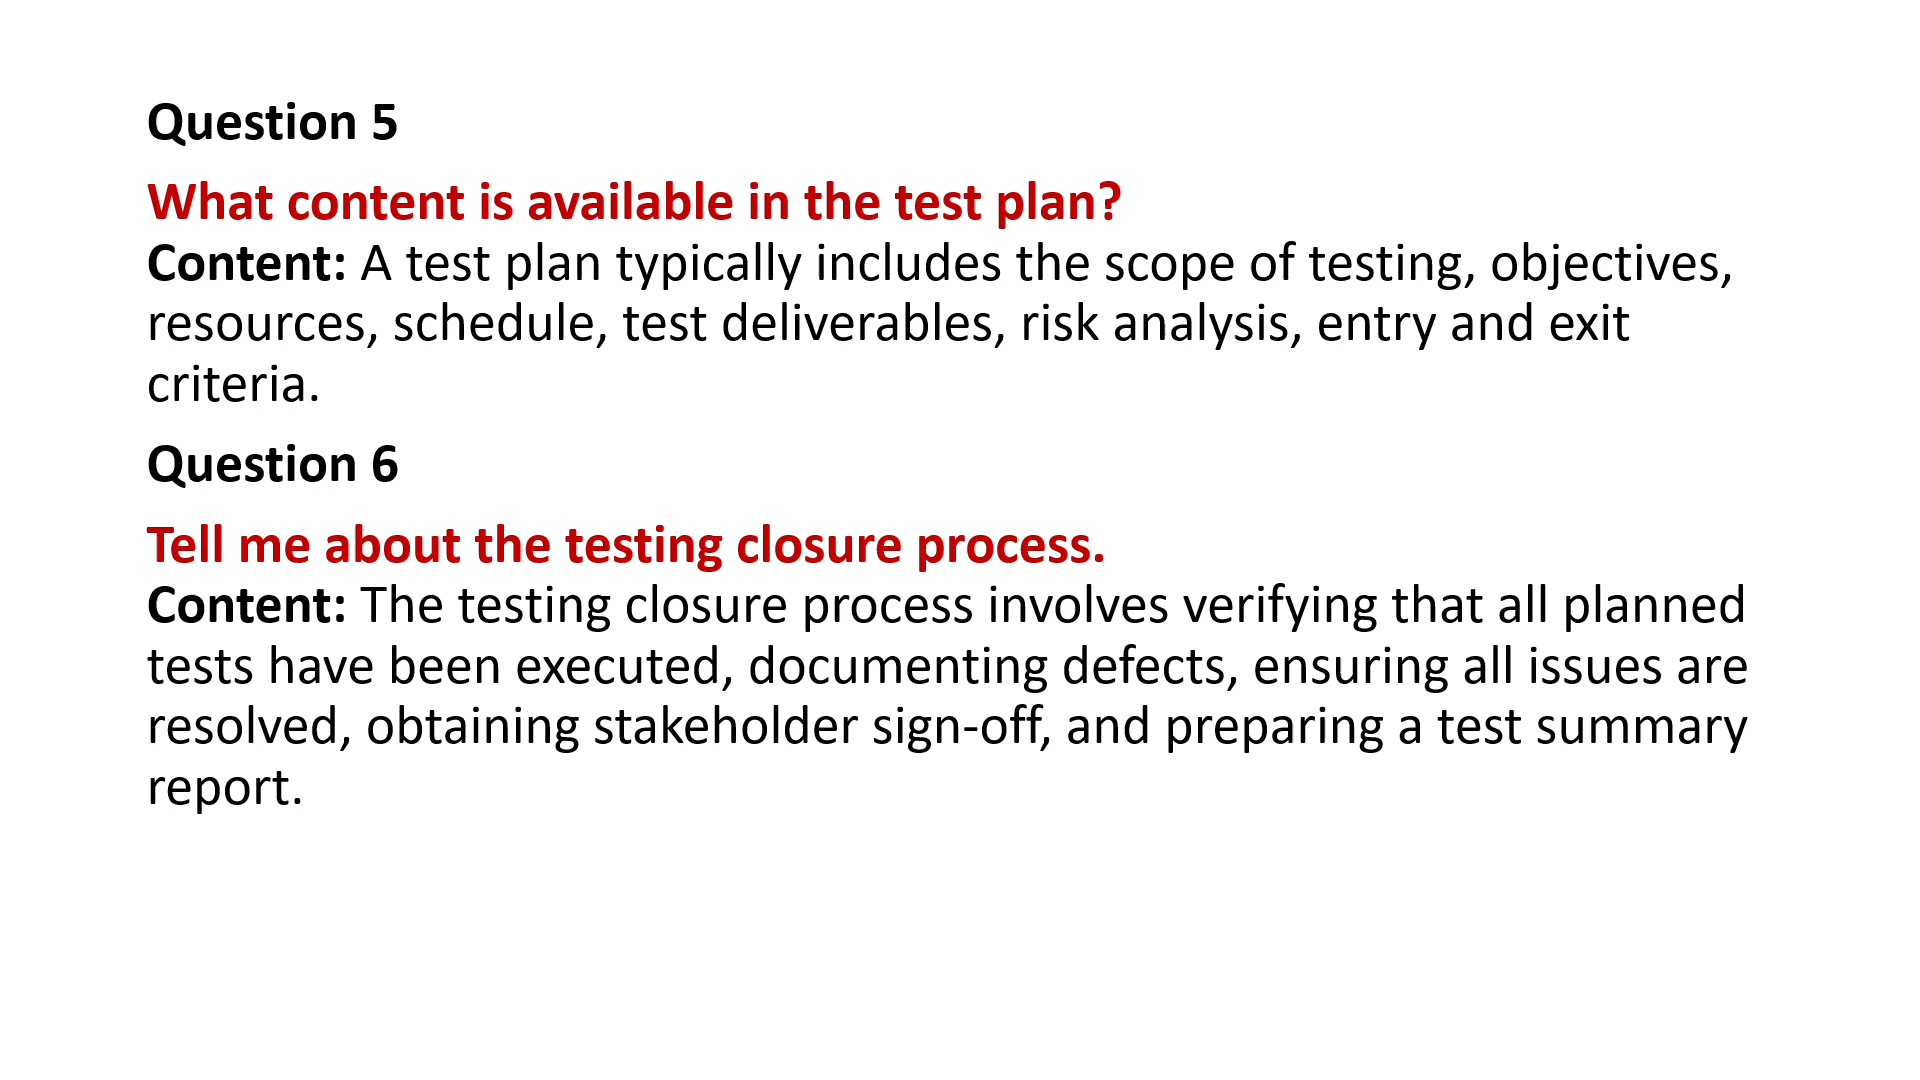 Question 5
What content is available in the test plan?
Content: A test plan typically includes the scope of testing, objectives,
resources, schedule, test deliverables, risk analysis, entry and exit
criteria.
Question 6
Tell me about the testing closure process.
Content: The testing closure process involves verifying that all planned
tests have been executed, documenting defects, ensuring all issues are
resolved, obtaining stakeholder sign-off, and preparing a test summary
report.